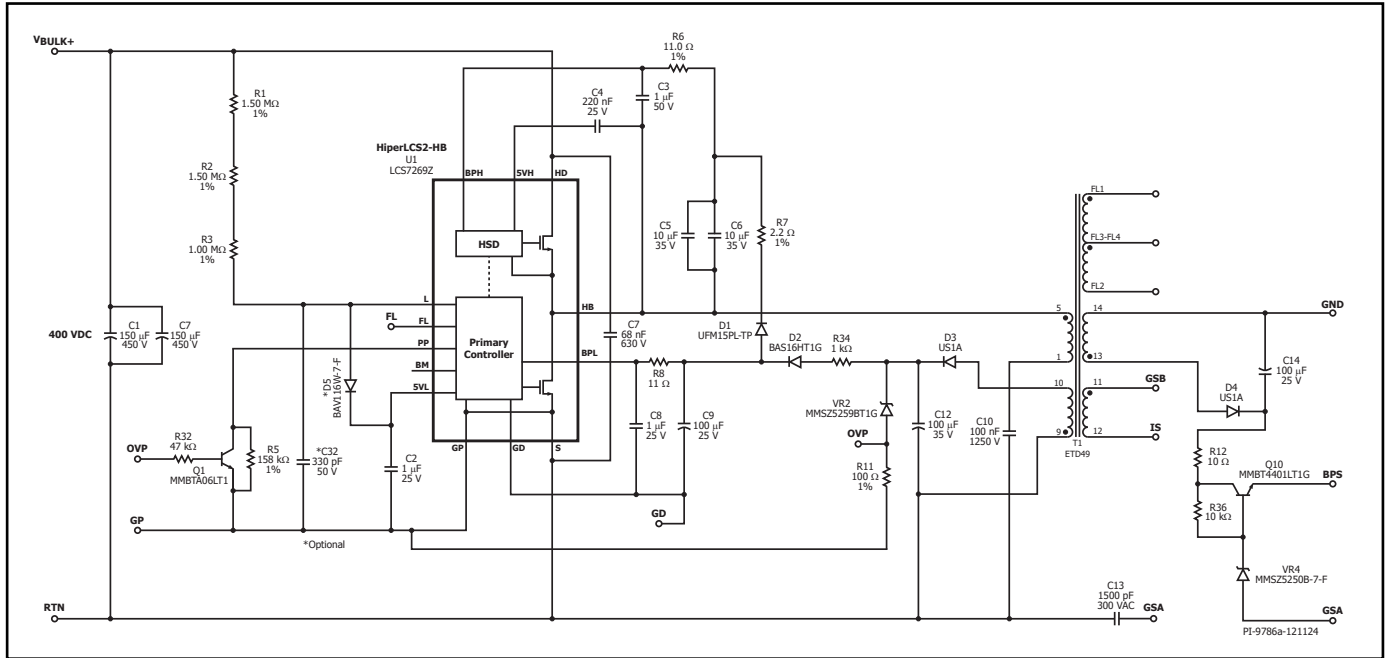 VBULK+
R1
1.50 MΩ
1%
R2
1.50 MΩ
1%
R3
1.00 MΩ
1%
400 VDC
C1
150 µF
450 V
C7
150 µF
450 V
HiperLCS2-HB
U1
LCS7269Z
BPH
5VH
HD
HSD
Primary
Controller
L
FL
PP
BM
5VL
GP
GD
S
HB
BPL
FL
OVP
R32
47 kΩ
Q1
MMBTA06LT1
R5
158 kΩ
1%
*C32
330 pF
50 V
*D5
BAV116W-7-F
C2
1 µF
25 V
GP
*Optional
RTN
C4
220 nF
25 V
C3
1 µF
50 V
R6
11.0 Ω
1%
C5
10 µF
35 V
C6
10 µF
35 V
R7
2.2 Ω
1%
C7
68 nF
630 V
D1
UFM15PL-TP
R8
11 Ω
C8
1 µF
25 V
C9
100 µF
25 V
GD
D2
BAS16HT1G
R34
1 kΩ
D3
US1A
VR2
MMSZ5259BT1G
OVP
R11
100 Ω
1%
C12
100 µF
35 V
C10
100 nF
1250 V
FL1
FL3-FL4
FL2
5
1
10
9
14
13
11
12
T1
ETD49
GND
C14
100 µF
25 V
D4
US1A
GSB
IS
R12
10 Ω
R36
10 kΩ
Q10
MMBT4401LT1G
BPS
VR4
MMSZ5250B-7-F
GSA
C13
1500 pF
300 VAC
GSA
PI-9786a-121124